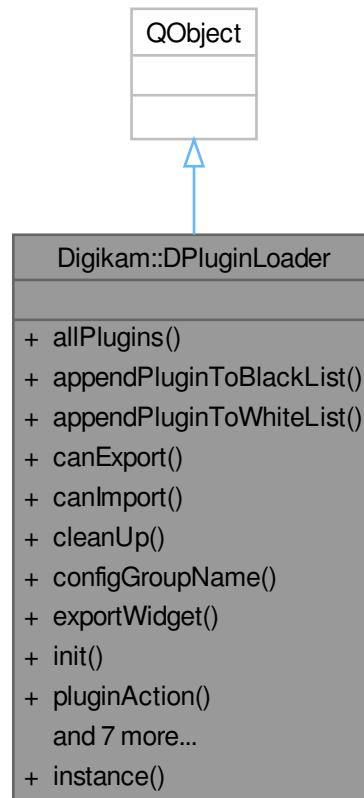 QObject
Digikam::DPluginLoader
+ allPlugins()
+ appendPluginToBlackList()
+ appendPluginToWhiteList()
+ canExport()
+ canImport()
+ cleanUp()
+ configGroupName()
+ exportWidget()
+ init()
+ pluginAction()
and 7 more...
+ instance()